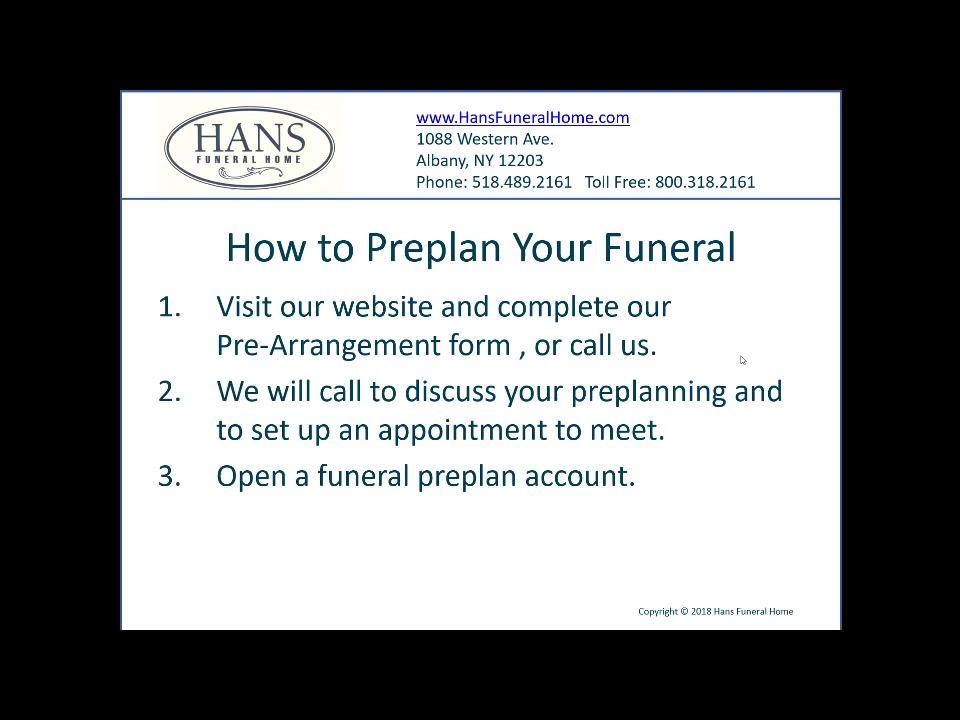 HANS
FUNERAL HOME
www.HansFuneralHome.com
1088 Western Ave.
Albany, NY 12203
Phone: 518.489.2161   Toll Free: 800.318.2161
How to Preplan Your Funeral
1. Visit our website and complete our
Pre-Arrangement form , or call us.
2. We will call to discuss your preplanning and
to set up an appointment to meet.
3. Open a funeral preplan account.
Copyright © 2018 Hans Funeral Home